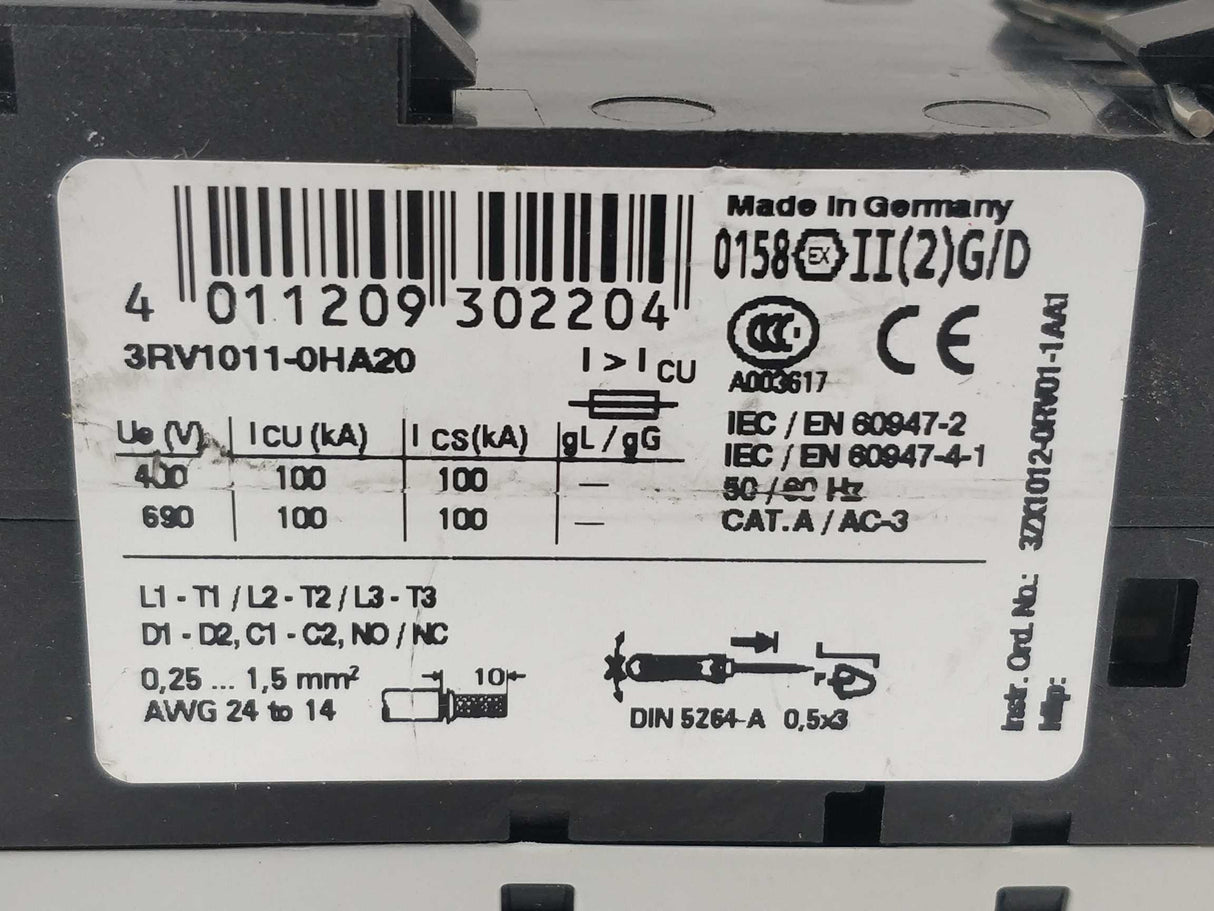 4 011209 302204
3RV1011-0HA20
I > I CU
Ue (V) I CU (kA) I CS (kA) gL / gG
400 100 100 —
690 100 100 —
Made in Germany
0158 EX II(2)G/D
CCC CE
A003617
IEC / EN 60947-2
IEC / EN 60947-4-1
50 / 60 Hz
CAT. A / AC-3
L1 - T1 / L2 - T2 / L3 - T3
D1 - D2, C1 - C2, NO / NC
0,25 ... 1,5 mm²
AWG 24 to 14
10
DIN 5264-A 0,5x3
Instr. Ord. No.: 3ZX1012-0RV01-1AA1